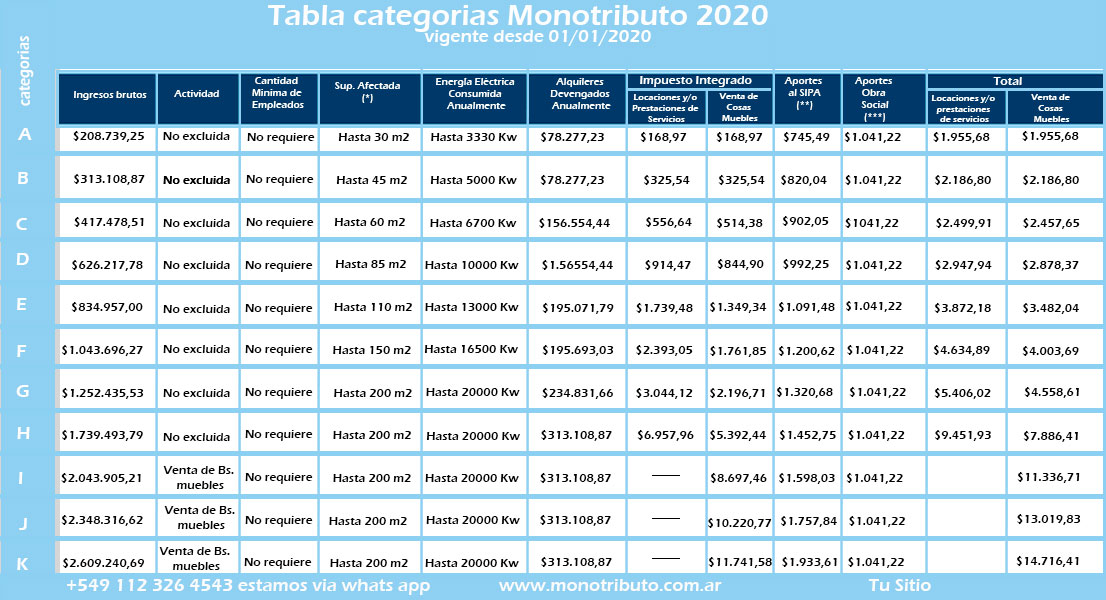 Tabla categorias Monotributo 2020
vigente desde 01/01/2020
categorias
Ingresos brutos
Actividad
Cantidad
Minima de
Empleados
Sup. Afectada
(*)
Energía Eléctrica
Consumida
Anualmente
Alquileres
Devengados
Anualmente
Impuesto Integrado
Locaciones y/o
Prestaciones de
Servicios
Venta de
Cosas
Muebles
Aportes
al SIPA
(**)
Aportes
Obra
Social
(***)
Total
Locaciones y/o
prestaciones
de servicios
Venta de
Cosas
Muebles
A $208.739,25 No excluida No requiere Hasta 30 m2 Hasta 3330 Kw $78.277,23 $168,97 $168,97 $745,49 $1.041,22 $1.955,68 $1.955,68
B $313.108,87 No excluida No requiere Hasta 45 m2 Hasta 5000 Kw $78.277,23 $325,54 $325,54 $820,04 $1.041,22 $2.186,80 $2.186,80
C $417.478,51 No excluida No requiere Hasta 60 m2 Hasta 6700 Kw $156.554,44 $556,64 $514,38 $902,05 $1041,22 $2.499,91 $2.457,65
D $626.217,78 No excluida No requiere Hasta 85 m2 Hasta 10000 Kw $1.56554,44 $914,47 $844,90 $992,25 $1.041,22 $2.947,94 $2.878,37
E $834.957,00 No excluida No requiere Hasta 110 m2 Hasta 13000 Kw $195.071,79 $1.739,48 $1.349,34 $1.091,48 $1.041,22 $3.872,18 $3.482,04
F $1.043.696,27 No excluida No requiere Hasta 150 m2 Hasta 16500 Kw $195.693,03 $2.393,05 $1.761,85 $1.200,62 $1.041,22 $4.634,89 $4.003,69
G $1.252.435,53 No excluida No requiere Hasta 200 m2 Hasta 20000 Kw $234.831,66 $3.044,12 $2.196,71 $1.320,68 $1.041,22 $5.406,02 $4.558,61
H $1.739.493,79 No excluida No requiere Hasta 200 m2 Hasta 20000 Kw $313.108,87 $6.957,96 $5.392,44 $1.452,75 $1.041,22 $9.451,93 $7.886,41
I $2.043.905,21 Venta de Bs. muebles No requiere Hasta 200 m2 Hasta 20000 Kw $313.108,87 —— $8.697,46 $1.598,03 $1.041,22 $11.336,71
J $2.348.316,62 Venta de Bs. muebles No requiere Hasta 200 m2 Hasta 20000 Kw $313.108,87 —— $10.220,77 $1.757,84 $1.041,22 $13.019,83
K $2.609.240,69 Venta de Bs. muebles No requiere Hasta 200 m2 Hasta 20000 Kw $313.108,87 —— $11.741,58 $1.933,61 $1.041,22 $14.716,41
+549 112 326 4543 estamos via whats app www.monotributo.com.ar Tu Sitio